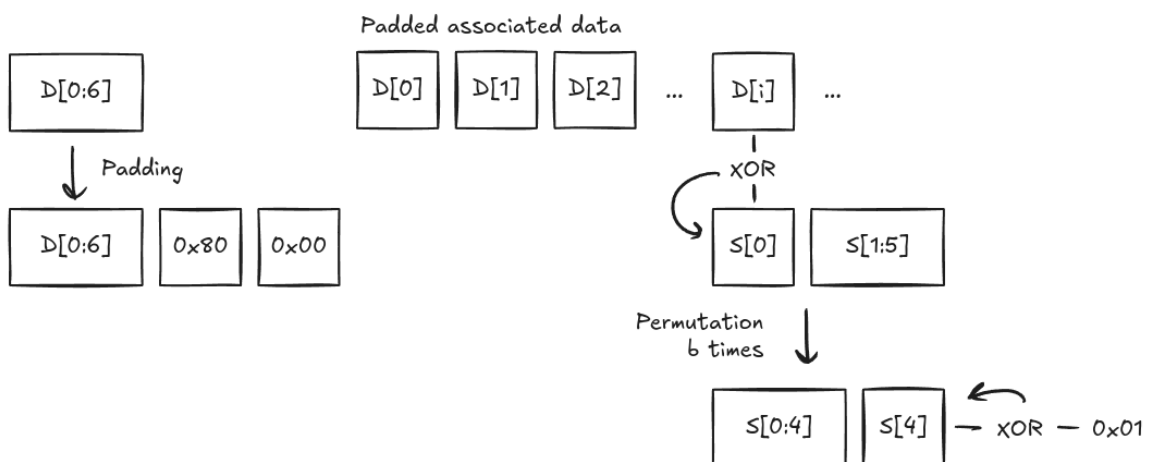 Padded associated data
D[0:6]
D[0]
D[1]
D[2]
...
D[i]
...
Padding
XOR
D[0:6]
0x80
0x00
S[0]
S[1:5]
Permutation
6 times
S[0:4]
S[4]
XOR
0x01